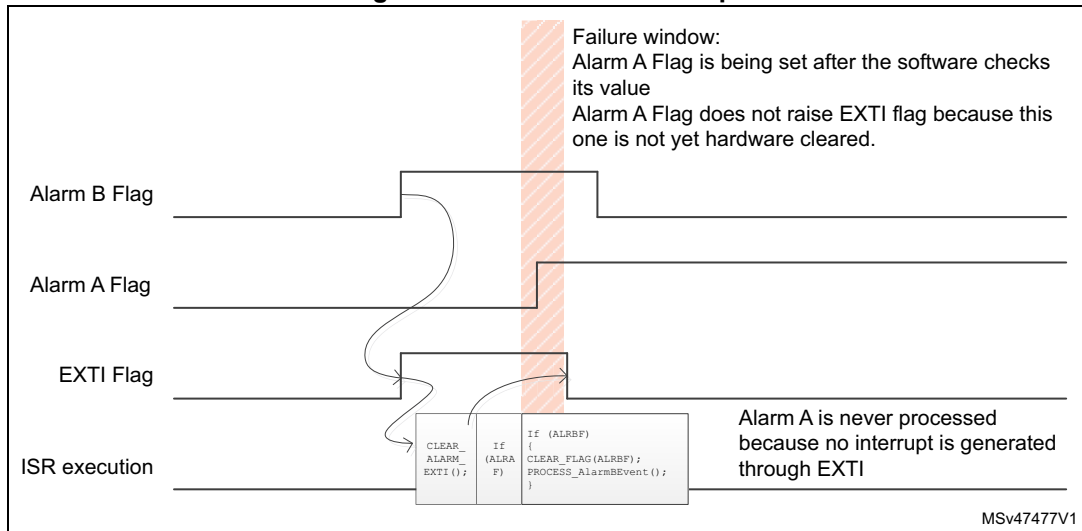 Failure window:
Alarm A Flag is being set after the software checks
its value
Alarm A Flag does not raise EXTI flag because this
one is not yet hardware cleared.
Alarm B Flag
Alarm A Flag
EXTI Flag
ISR execution
CLEAR_
ALARM_
EXTI();
If
(ALRA
F)
If (ALRBF)
{
CLEAR_FLAG(ALRBF);
PROCESS_AlarmBEvent();
}
Alarm A is never processed
because no interrupt is generated
through EXTI
MSv47477V1